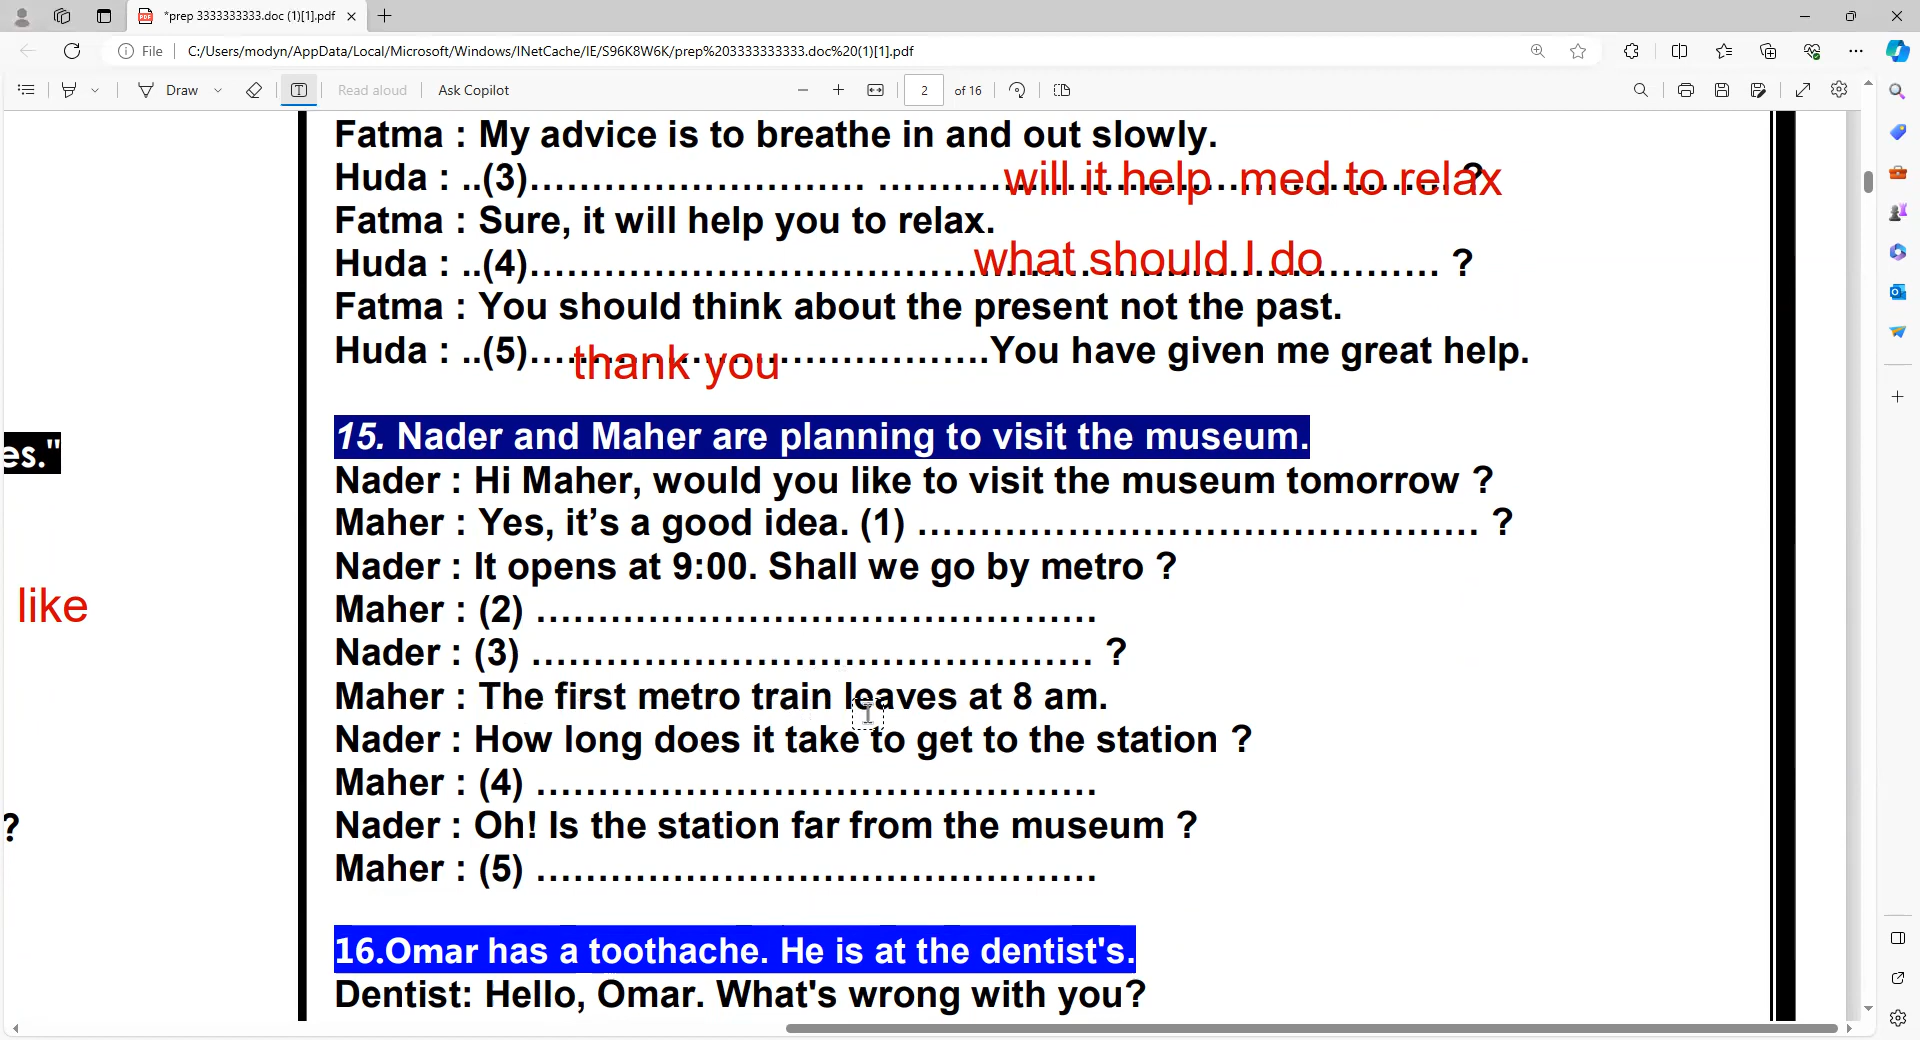 *prep 3333333333.doc (1)[1].pdf
File C:/Users/modyn/AppData/Local/Microsoft/Windows/INetCache/IE/S96K8W6K/prep%203333333333.doc%20(1)[1].pdf
Draw Read aloud Ask Copilot 2 of 16
Fatma : My advice is to breathe in and out slowly.
Huda : ..(3)........................... ............................................. ?
will it help med to relax
Fatma : Sure, it will help you to relax.
Huda : ..(4)......................................................................... ?
what should I do
Fatma : You should think about the present not the past.
Huda : ..(5).....................................You have given me great help.
thank you
es."
15. Nader and Maher are planning to visit the museum.
Nader : Hi Maher, would you like to visit the museum tomorrow ?
Maher : Yes, it’s a good idea. (1) ............................................. ?
Nader : It opens at 9:00. Shall we go by metro ?
like
Maher : (2) .............................................
Nader : (3) ............................................. ?
Maher : The first metro train leaves at 8 am.
Nader : How long does it take to get to the station ?
Maher : (4) .............................................
?
Nader : Oh! Is the station far from the museum ?
Maher : (5) .............................................
16.Omar has a toothache. He is at the dentist's.
Dentist: Hello, Omar. What's wrong with you?